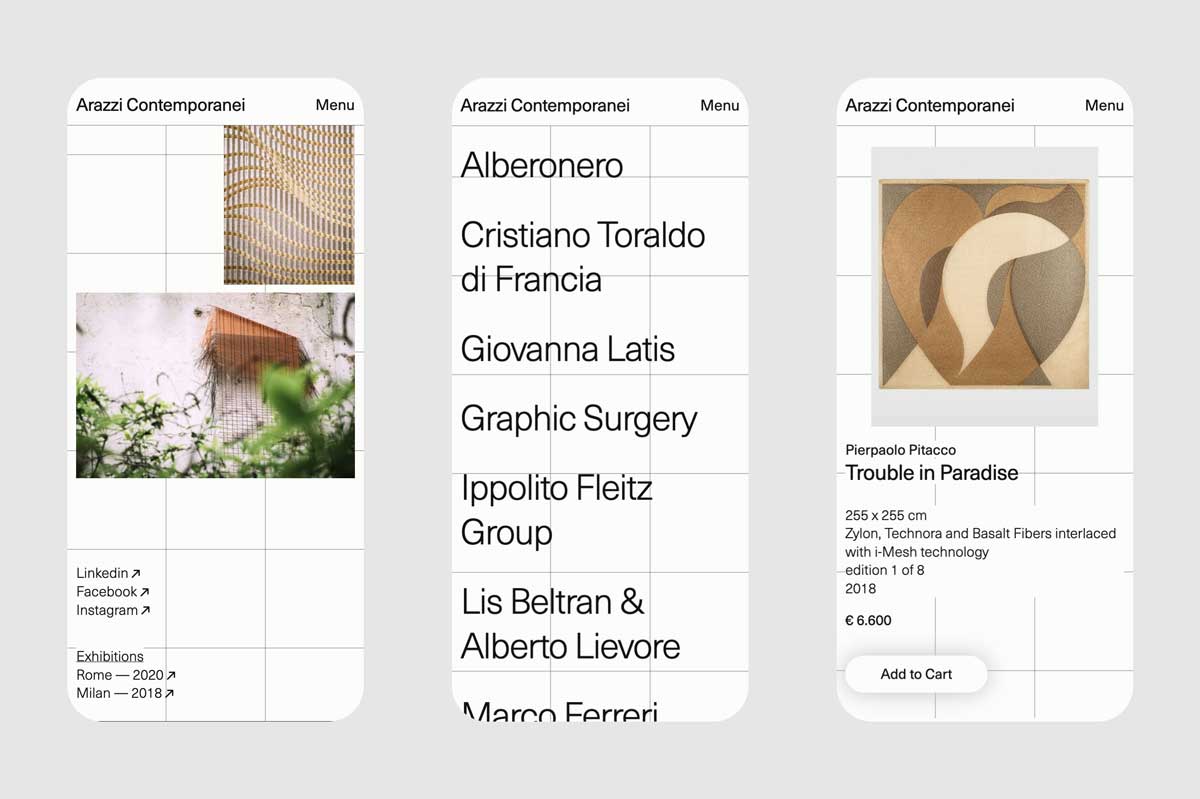 Arazzi Contemporanei
Menu
Linkedin ↗
Facebook ↗
Instagram ↗
Exhibitions
Rome — 2020 ↗
Milan — 2018 ↗
Arazzi Contemporanei
Menu
Alberonero
Cristiano Toraldo
di Francia
Giovanna Latis
Graphic Surgery
Ippolito Fleitz
Group
Lis Beltran &
Alberto Lievore
Marco Ferreri
Arazzi Contemporanei
Menu
Pierpaolo Pitacco
Trouble in Paradise
255 x 255 cm
Zylon, Technora and Basalt Fibers interlaced
with i-Mesh technology
edition 1 of 8
2018
€ 6.600
Add to Cart